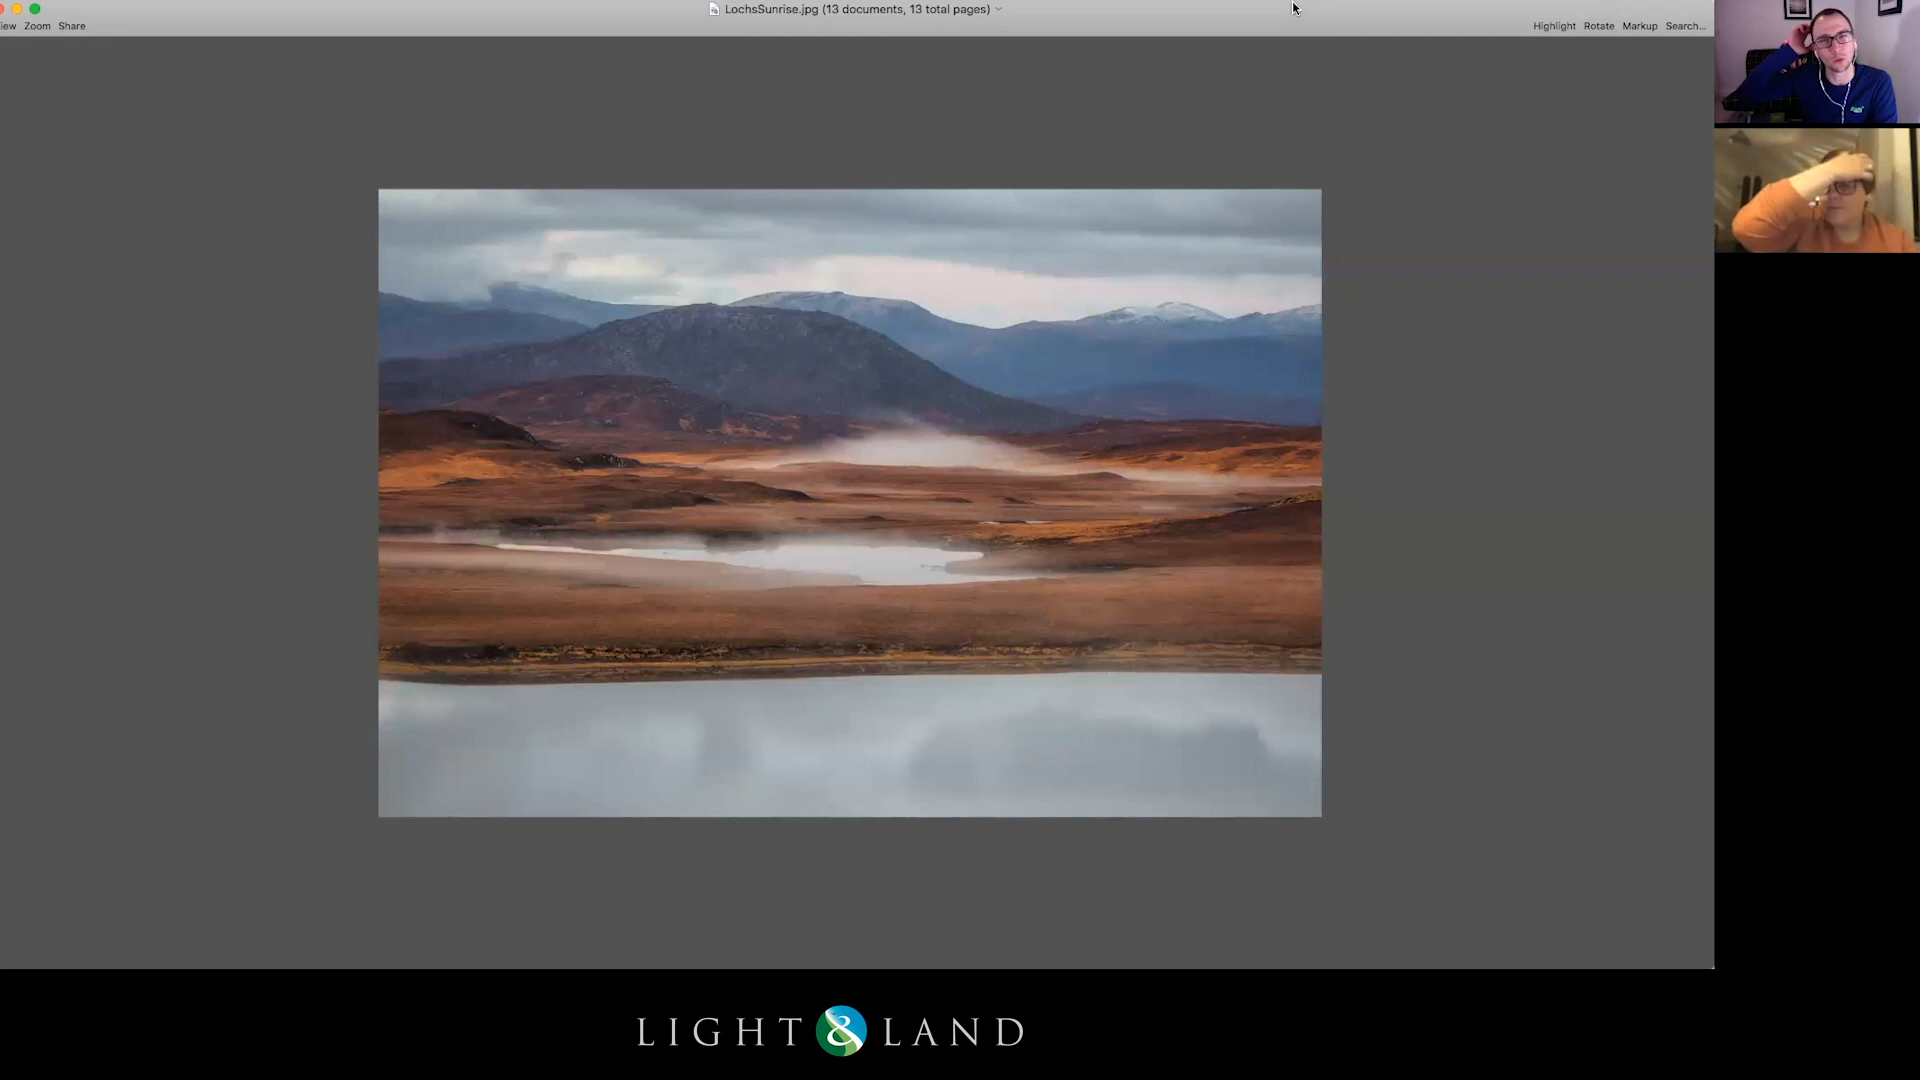 LochsSunrise.jpg (13 documents, 13 total pages)
iew Zoom Share
Highlight Rotate Markup Search...
LIGHT & LAND